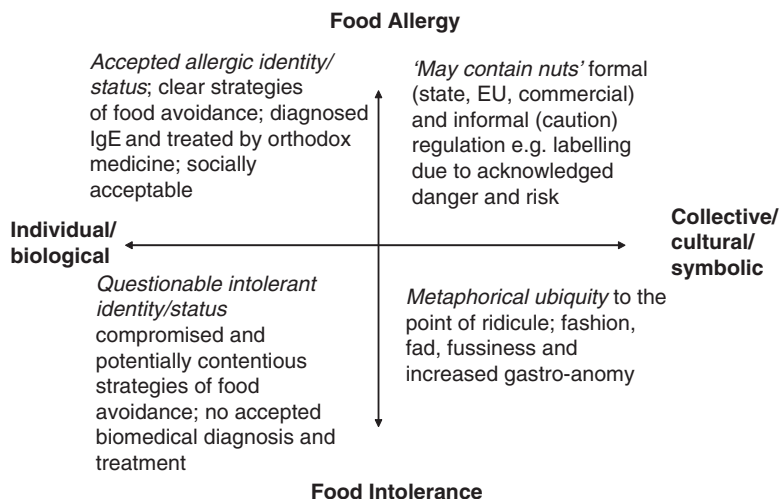 Food Allergy
Accepted allergic identity/
status; clear strategies
of food avoidance; diagnosed
IgE and treated by orthodox
medicine; socially
acceptable
'May contain nuts' formal
(state, EU, commercial)
and informal (caution)
regulation e.g. labelling
due to acknowledged
danger and risk
Individual/
biological
Collective/
cultural/
symbolic
Questionable intolerant
identity/status
compromised and
potentially contentious
strategies of food
avoidance; no accepted
biomedical diagnosis and
treatment
Metaphorical ubiquity to the
point of ridicule; fashion,
fad, fussiness and
increased gastro-anomy
Food Intolerance